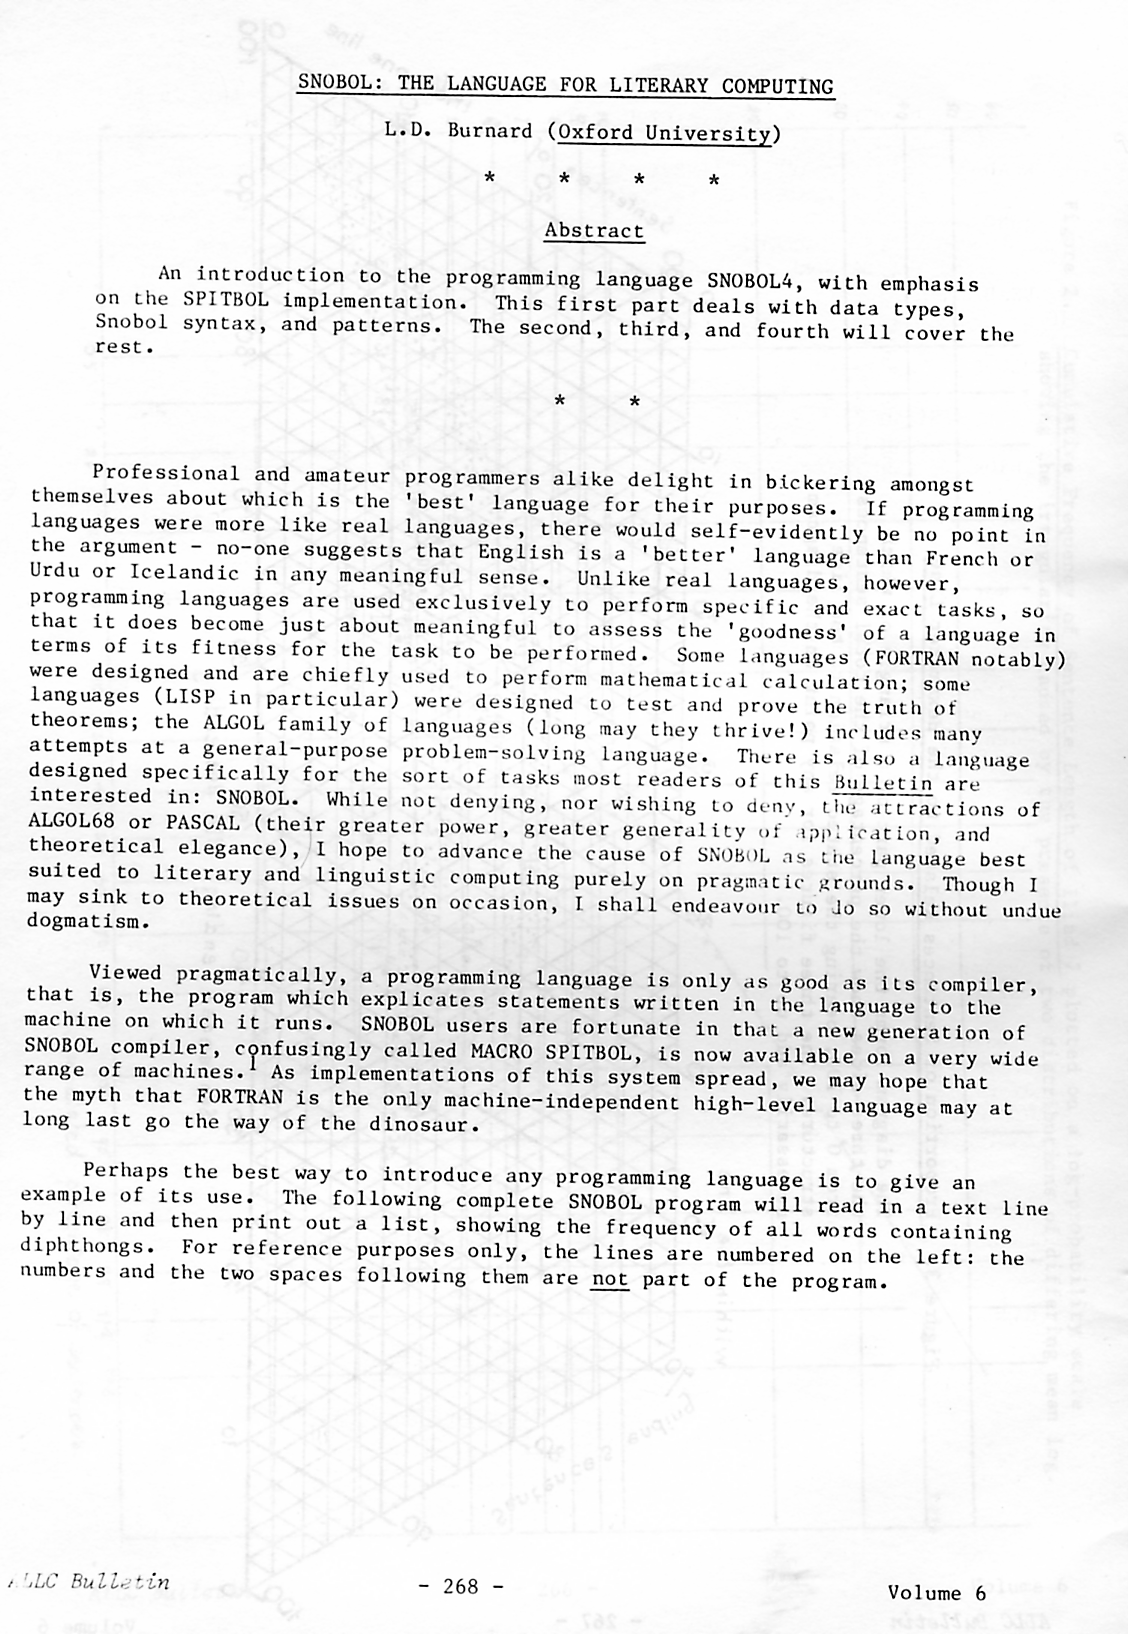 SNOBOL: THE LANGUAGE FOR LITERARY COMPUTING
L.D. Burnard (Oxford University)
* * * *
Abstract
An introduction to the programming language SNOBOL4, with emphasis
on the SPITBOL implementation. This first part deals with data types,
Snobol syntax, and patterns. The second, third, and fourth will cover the
rest.
* *
Professional and amateur programmers alike delight in bickering amongst
themselves about which is the 'best' language for their purposes. If programming
languages were more like real languages, there would self-evidently be no point in
the argument - no-one suggests that English is a 'better' language than French or
Urdu or Icelandic in any meaningful sense. Unlike real languages, however,
programming languages are used exclusively to perform specific and exact tasks, so
that it does become just about meaningful to assess the 'goodness' of a language in
terms of its fitness for the task to be performed. Some languages (FORTRAN notably)
were designed and are chiefly used to perform mathematical calculation; some
languages (LISP in particular) were designed to test and prove the truth of
theorems; the ALGOL family of languages (long may they thrive!) includes many
attempts at a general-purpose problem-solving language. There is also a language
designed specifically for the sort of tasks most readers of this Bulletin are
interested in: SNOBOL. While not denying, nor wishing to deny, the attractions of
ALGOL68 or PASCAL (their greater power, greater generality of application, and
theoretical elegance), I hope to advance the cause of SNOBOL as the language best
suited to literary and linguistic computing purely on pragmatic grounds. Though I
may sink to theoretical issues on occasion, I shall endeavour to do so without undue
dogmatism.
Viewed pragmatically, a programming language is only as good as its compiler,
that is, the program which explicates statements written in the language to the
machine on which it runs. SNOBOL users are fortunate in that a new generation of
SNOBOL compiler, confusingly called MACRO SPITBOL, is now available on a very wide
range of machines.1 As implementations of this system spread, we may hope that
the myth that FORTRAN is the only machine-independent high-level language may at
long last go the way of the dinosaur.
Perhaps the best way to introduce any programming language is to give an
example of its use. The following complete SNOBOL program will read in a text line
by line and then print out a list, showing the frequency of all words containing
diphthongs. For reference purposes only, the lines are numbered on the left: the
numbers and the two spaces following them are not part of the program.
ALLC Bulletin
- 268 -
Volume 6